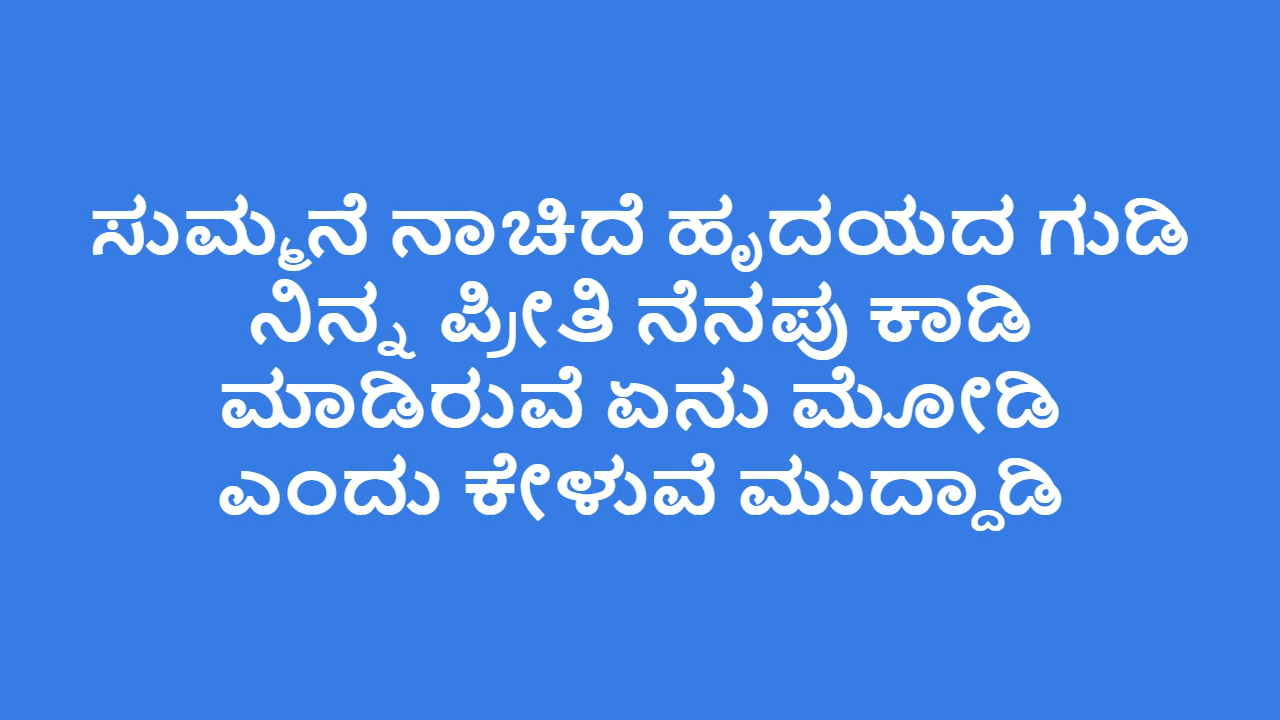 ಸುಮ್ಮನೆ ನಾಚಿದೆ ಹೃದಯದ ಗುಡಿ
ನಿನ್ನ ಪ್ರೀತಿ ನೆನಪು ಕಾಡಿ
ಮಾಡಿರುವೆ ಏನು ಮೋಡಿ
ಎಂದು ಕೇಳುವೆ ಮುದ್ದಾಡಿ